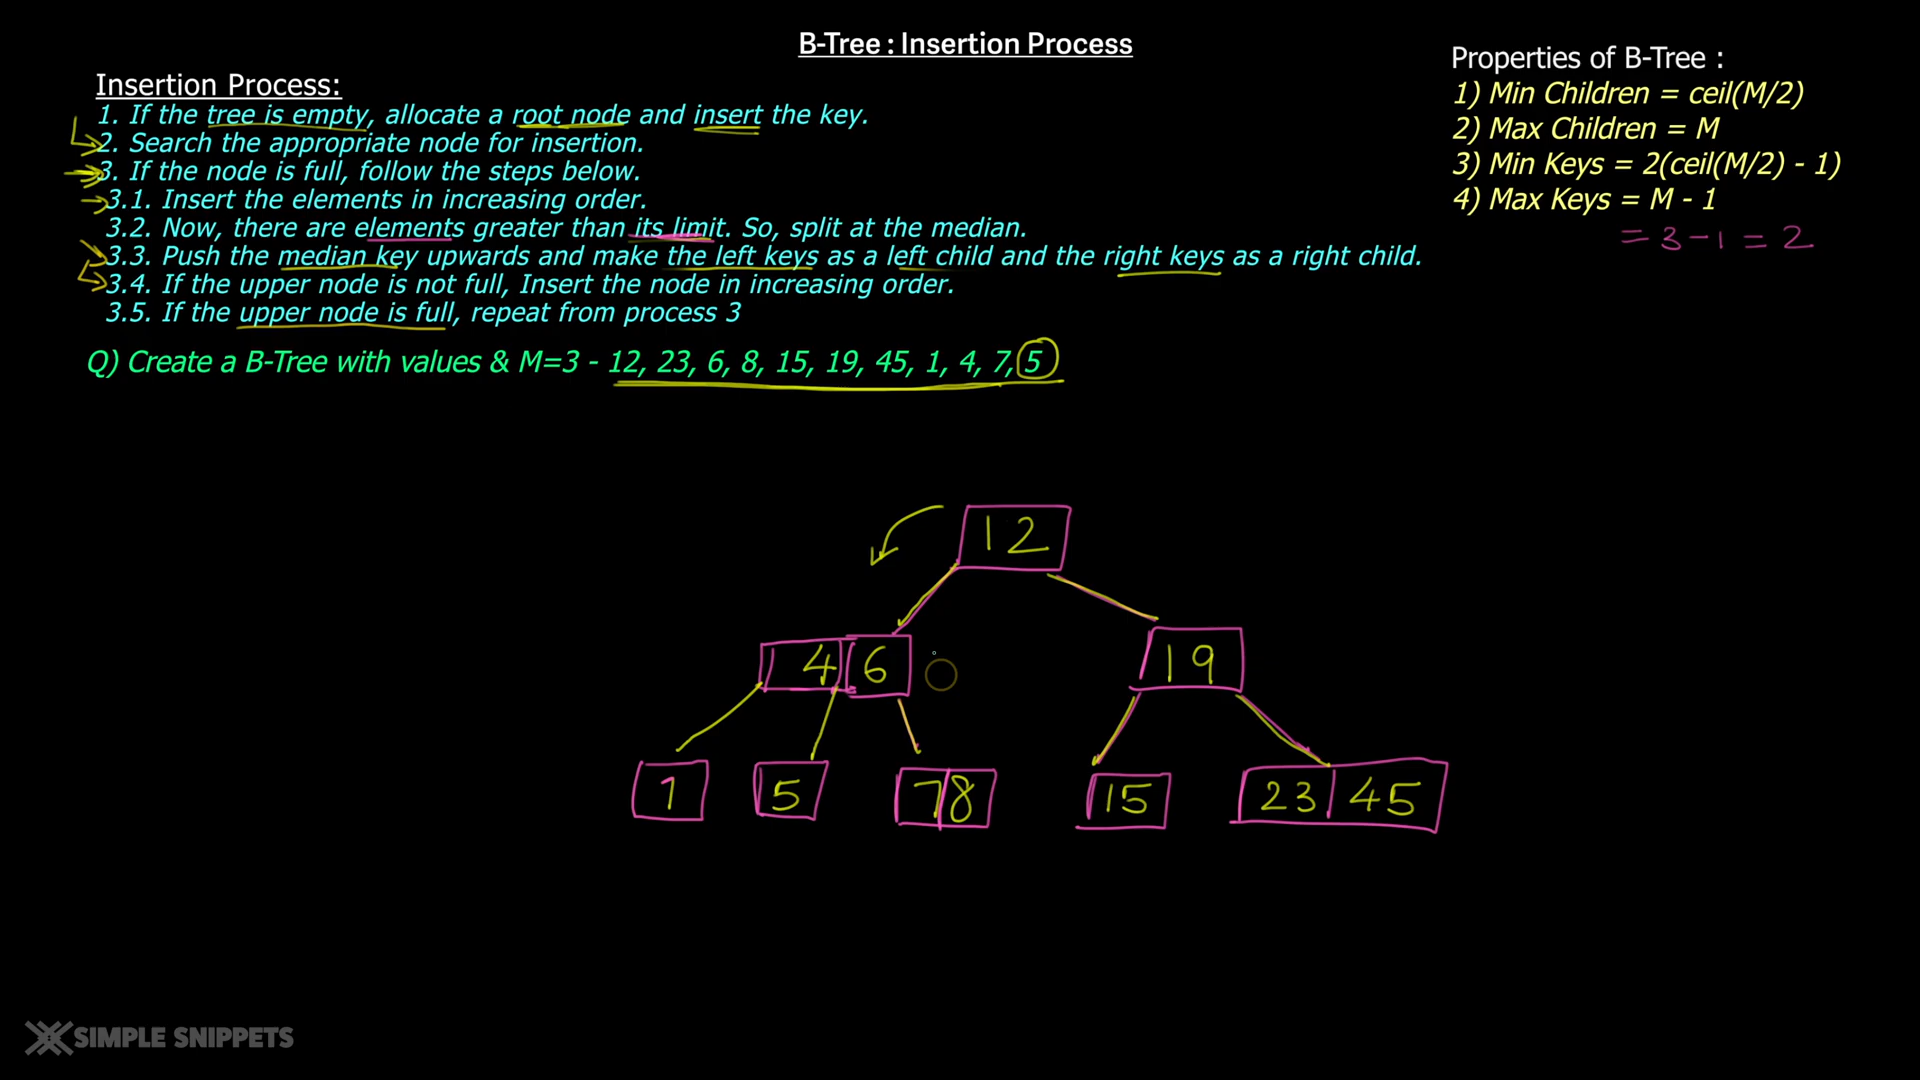 B-Tree : Insertion Process
Insertion Process:
1. If the tree is empty, allocate a root node and insert the key.
2. Search the appropriate node for insertion.
3. If the node is full, follow the steps below.
3.1. Insert the elements in increasing order.
3.2. Now, there are elements greater than its limit. So, split at the median.
3.3. Push the median key upwards and make the left keys as a left child and the right keys as a right child.
3.4. If the upper node is not full, Insert the node in increasing order.
3.5. If the upper node is full, repeat from process 3
Properties of B-Tree :
1) Min Children = ceil(M/2)
2) Max Children = M
3) Min Keys = 2(ceil(M/2) - 1)
4) Max Keys = M - 1
= 3 - 1 = 2
Q) Create a B-Tree with values & M=3 - 12, 23, 6, 8, 15, 19, 45, 1, 4, 7, 5
12
4 6 19
1 5 7 8 15 23 45
SIMPLE SNIPPETS